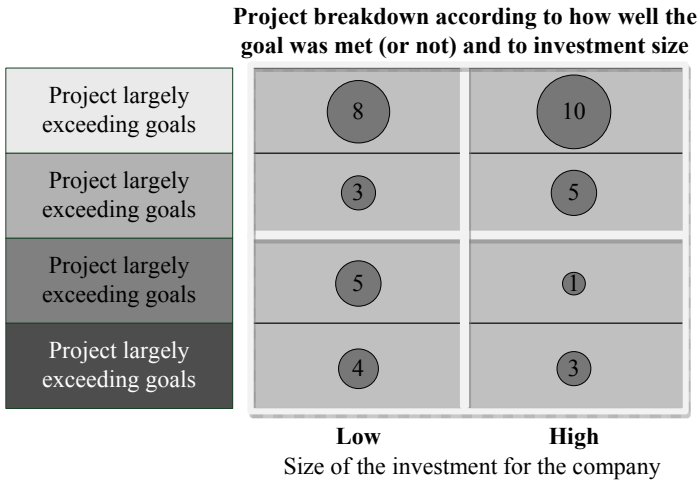 Project breakdown according to how well the
goal was met (or not) and to investment size
Project largely
exceeding goals
8
10
Project largely
exceeding goals
3
5
Project largely
exceeding goals
5
1
Project largely
exceeding goals
4
3
Low
High
Size of the investment for the company